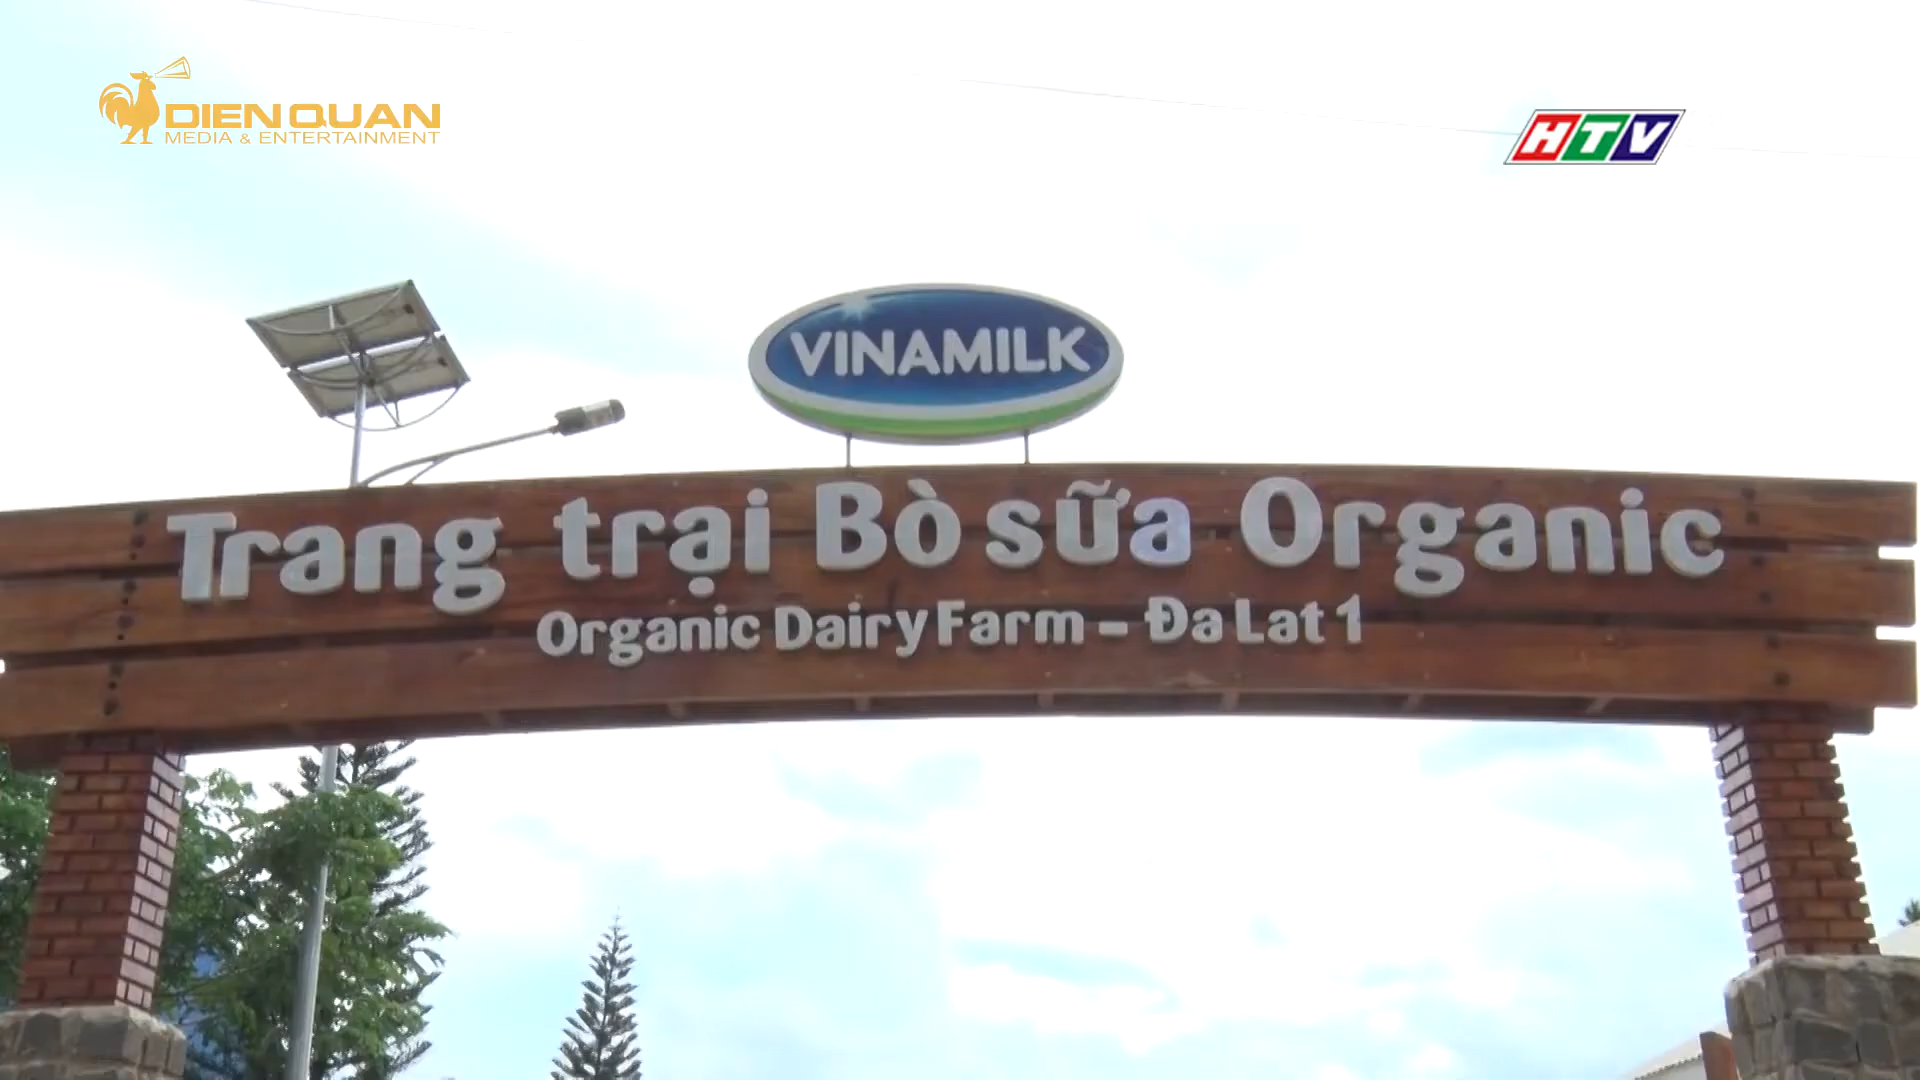 DIEN QUAN
MEDIA & ENTERTAINMENT
HTV
VINAMILK
Trang trại Bò sữa Organic
Organic Dairy Farm - Đa Lat 1